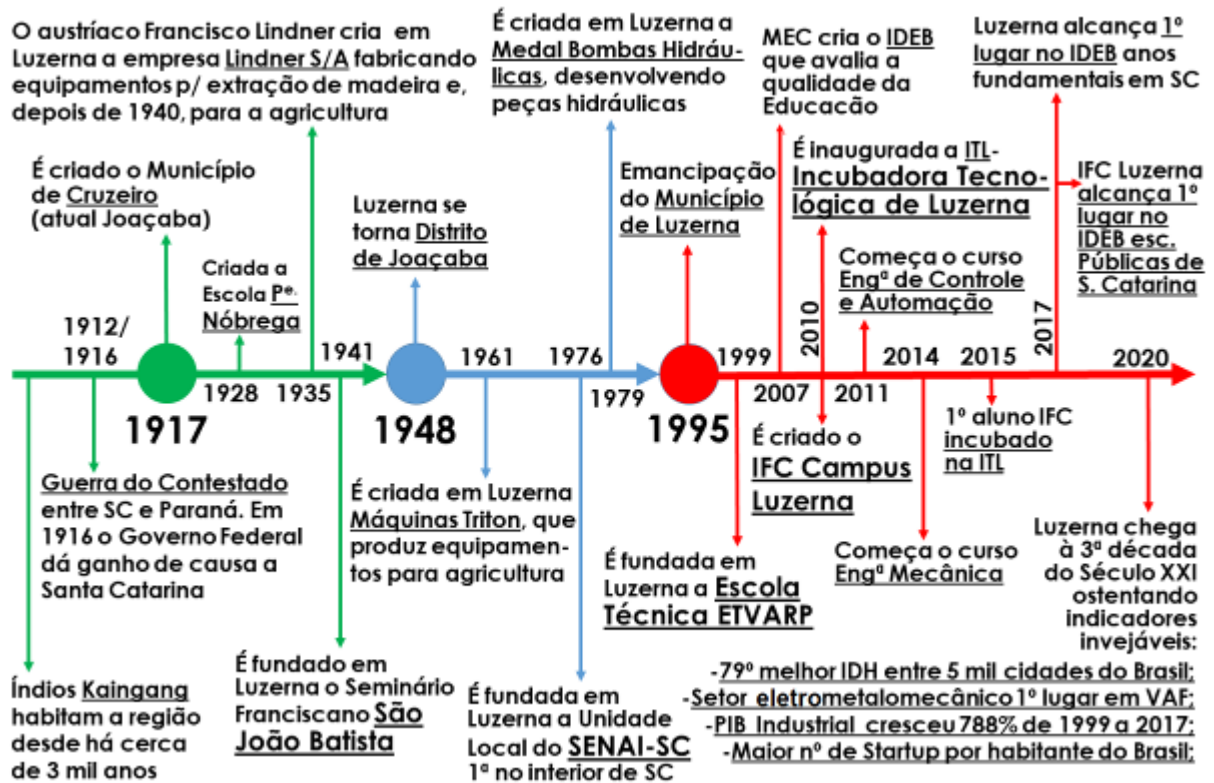 O austríaco Francisco Lindner cria em
Luzerna a empresa Lindner S/A fabricando
equipamentos p/ extração de madeira e,
depois de 1940, para a agricultura
É criada em Luzerna a
Medal Bombas Hidráu-
licas, desenvolvendo
peças hidráulicas
MEC cria o IDEB
que avalia a
qualidade da
Educacão
Luzerna alcança 1º
lugar no IDEB anos
fundamentais em SC
É criado o Município
de Cruzeiro
(atual Joaçaba)
Criada a
Escola Pe.
Nóbrega
Luzerna se
torna Distrito
de Joaçaba
Emancipação
do Município
de Luzerna
É inaugurada a ITL-
Incubadora Tecno-
lógica de Luzerna
Começa o curso
Engª de Controle
e Automação
IFC Luzerna
alcança 1º
lugar no
IDEB esc.
Públicas de
S. Catarina
1912/
1916
1917
1928
1935
1941
1948
1961
1976
1979
1995
1999
2007
2010
2011
2014
2015
2017
2020
Guerra do Contestado
entre SC e Paraná. Em
1916 o Governo Federal
dá ganho de causa a
Santa Catarina
É criada em Luzerna
Máquinas Triton, que
produz equipamen-
tos para agricultura
É criado o
IFC Campus
Luzerna
1º aluno IFC
incubado
na ITL
É fundada em
Luzerna a Escola
Técnica ETVARP
Começa o curso
Engª Mecânica
Luzerna chega
à 3ª década
do Século XXI
ostentando
indicadores
invejáveis:
-79º melhor IDH entre 5 mil cidades do Brasil;
-Setor eletrometalomecânico 1º lugar em VAF;
-PIB Industrial cresceu 788% de 1999 a 2017;
-Maior nº de Startup por habitante do Brasil;
Índios Kaingang
habitam a região
desde há cerca
de 3 mil anos
É fundado em
Luzerna o Seminário
Franciscano São
João Batista
É fundada em
Luzerna a Unidade
Local do SENAI-SC
1ª no interior de SC